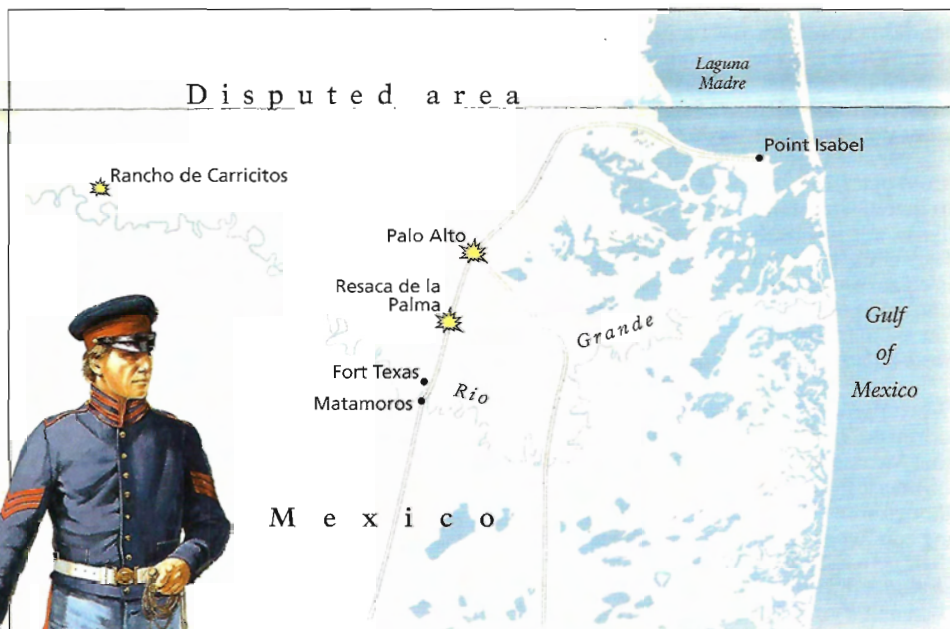 Laguna
Madre
Disputed area
Point Isabel
Rancho de Carricitos
Palo Alto
Resaca de la
Palma
Grande
Gulf
of
Mexico
Fort Texas
Rio
Matamoros
Mexico